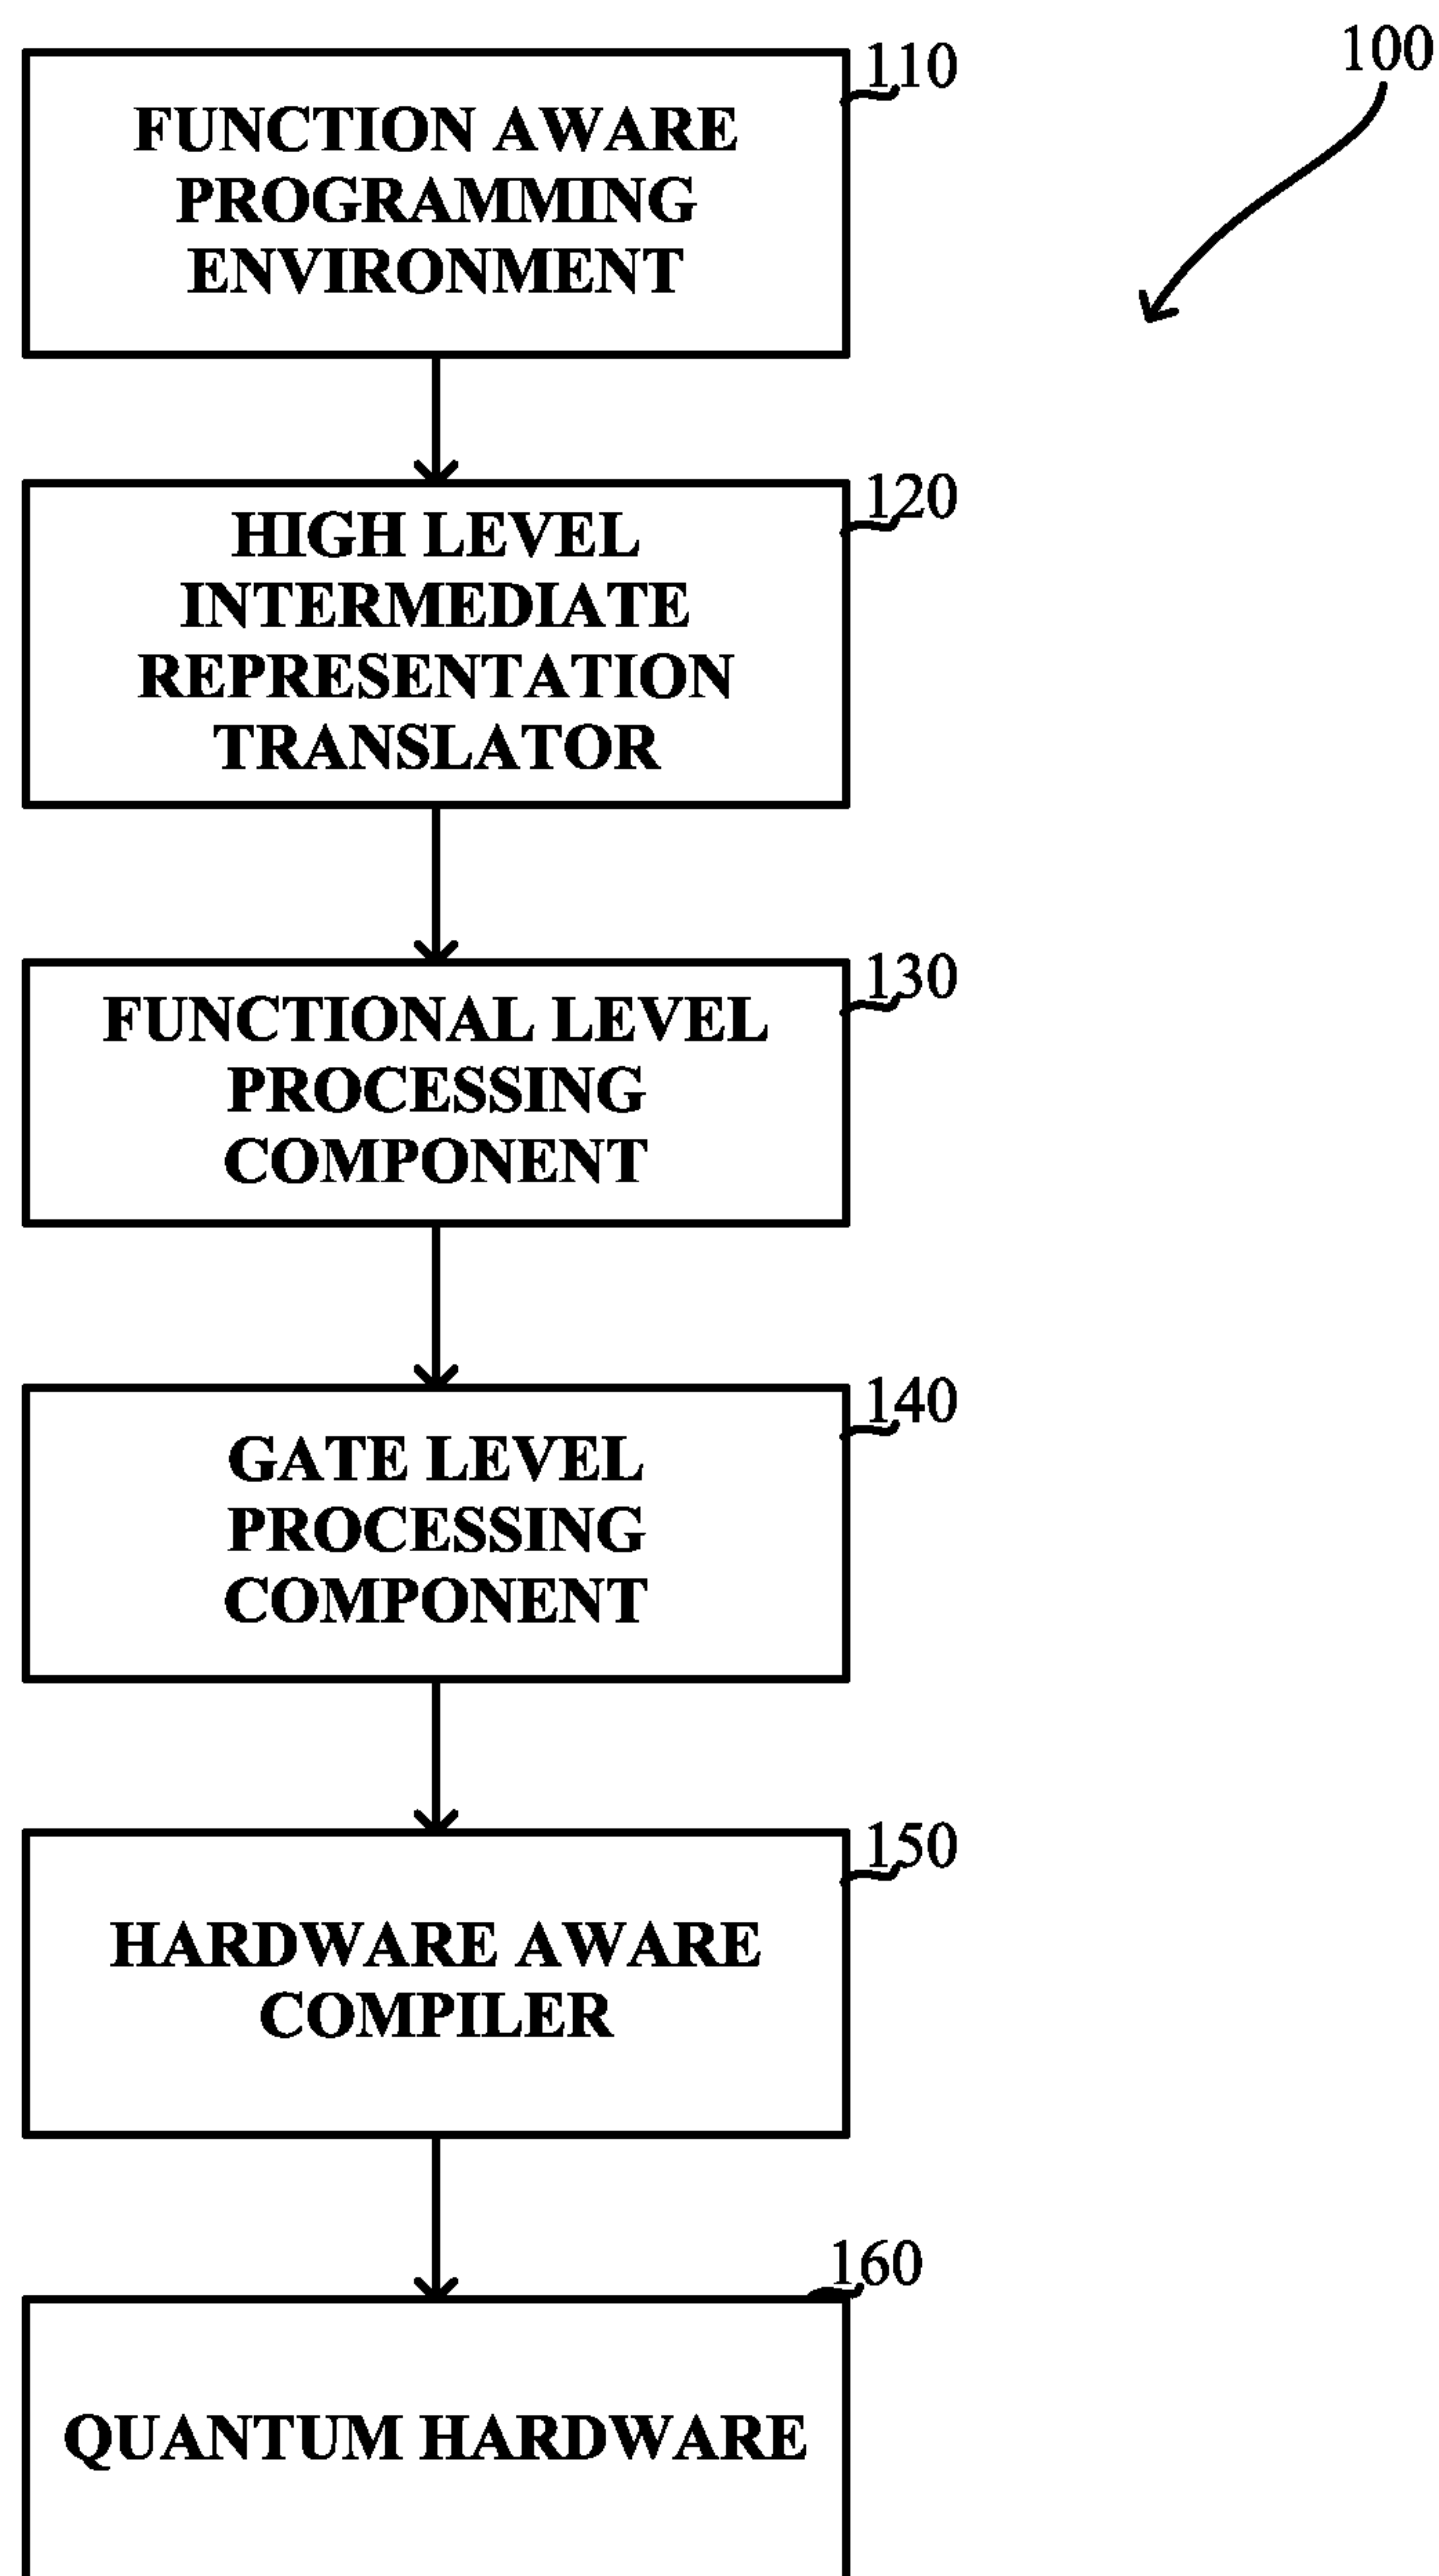 100
110
FUNCTION AWARE
PROGRAMMING
ENVIRONMENT
120
HIGH LEVEL
INTERMEDIATE
REPRESENTATION
TRANSLATOR
130
FUNCTIONAL LEVEL
PROCESSING
COMPONENT
140
GATE LEVEL
PROCESSING
COMPONENT
150
HARDWARE AWARE
COMPILER
160
QUANTUM HARDWARE